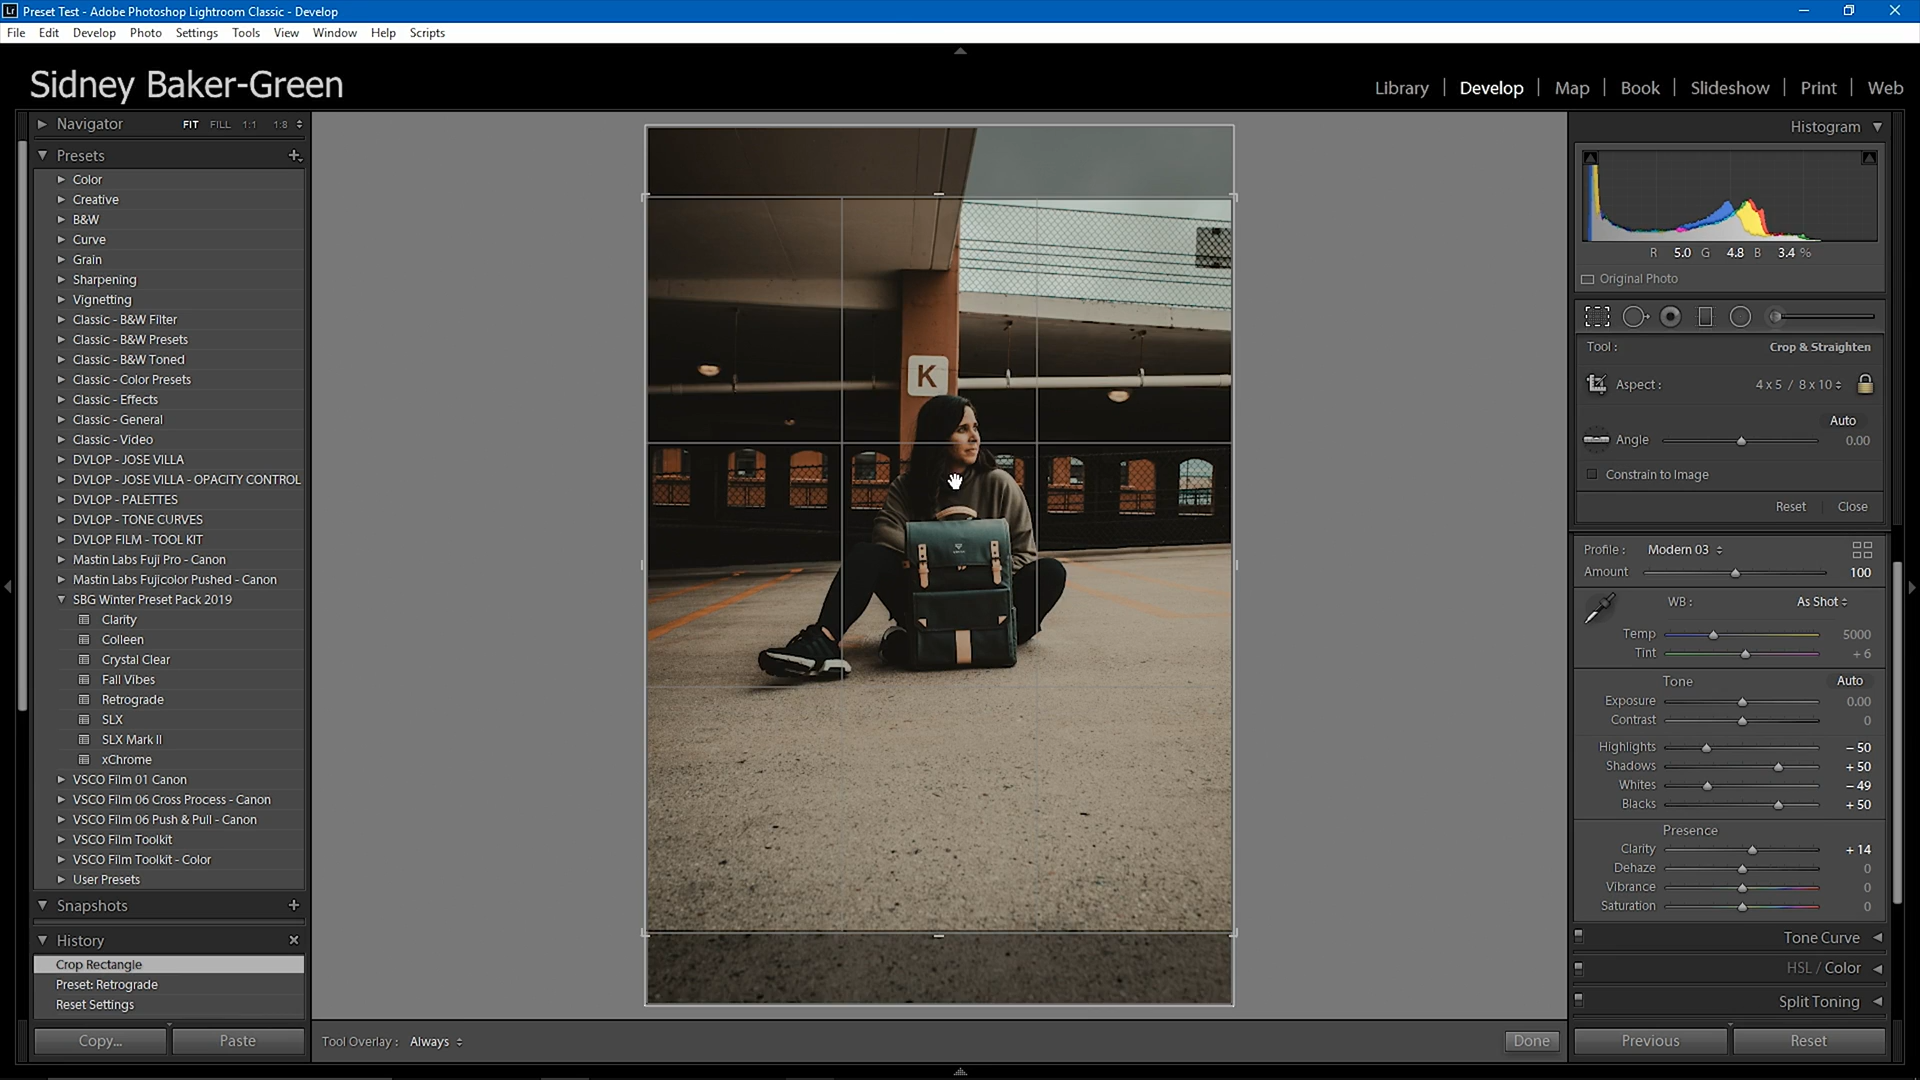 Lr Preset Test - Adobe Photoshop Lightroom Classic - Develop
File Edit Develop Photo Settings Tools View Window Help Scripts
Sidney Baker-Green
Library Develop Map Book Slideshow Print Web
Navigator FIT FILL 1:1 1:8
Presets
Color
Creative
B&W
Curve
Grain
Sharpening
Vignetting
Classic - B&W Filter
Classic - B&W Presets
Classic - B&W Toned
Classic - Color Presets
Classic - Effects
Classic - General
Classic - Video
DVLOP - JOSE VILLA
DVLOP - JOSE VILLA - OPACITY CONTROL
DVLOP - PALETTES
DVLOP - TONE CURVES
DVLOP FILM - TOOL KIT
Mastin Labs Fuji Pro - Canon
Mastin Labs Fujicolor Pushed - Canon
SBG Winter Preset Pack 2019
Clarity
Colleen
Crystal Clear
Fall Vibes
Retrograde
SLX
SLX Mark II
xChrome
VSCO Film 01 Canon
VSCO Film 06 Cross Process - Canon
VSCO Film 06 Push & Pull - Canon
VSCO Film Toolkit
VSCO Film Toolkit - Color
User Presets
Snapshots
History
Crop Rectangle
Preset: Retrograde
Reset Settings
Copy... Paste
K
Tool Overlay : Always
Done
Histogram
R 5.0 G 4.8 B 3.4 %
Original Photo
Tool : Crop & Straighten
Aspect : 4 x 5 / 8 x 10
Auto
Angle 0.00
Constrain to Image
Reset Close
Profile : Modern 03
Amount 100
WB : As Shot
Temp 5000
Tint + 6
Tone Auto
Exposure 0.00
Contrast 0
Highlights – 50
Shadows + 50
Whites – 49
Blacks + 50
Presence
Clarity + 14
Dehaze 0
Vibrance 0
Saturation 0
Tone Curve
HSL / Color
Split Toning
Previous Reset